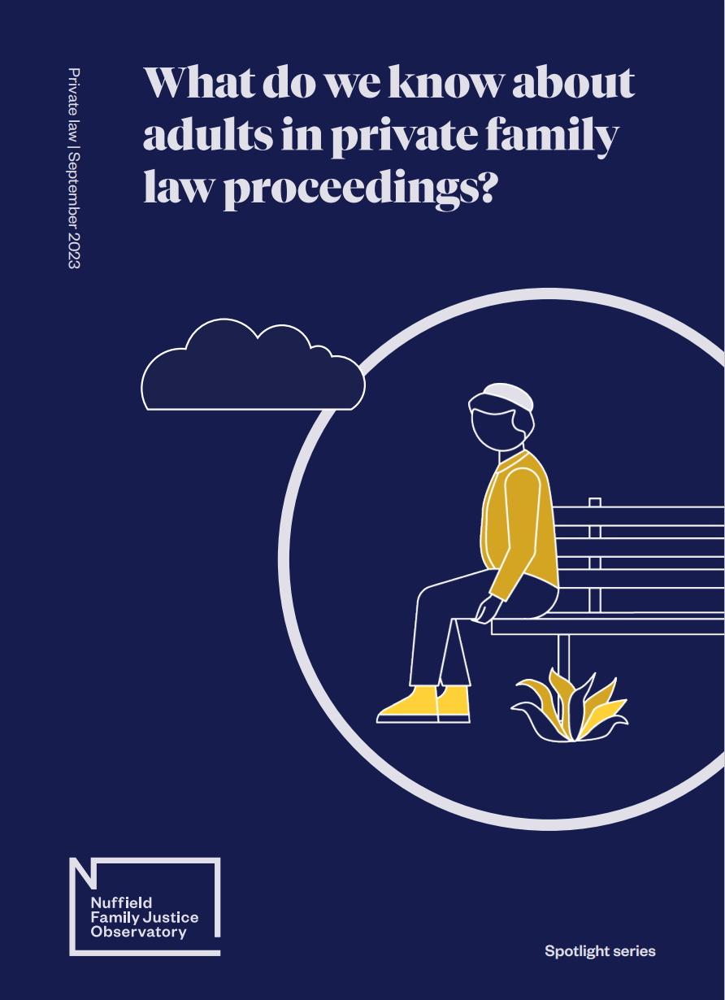 Private law | September 2023
What do we know about
adults in private family
law proceedings?
Nuffield
Family Justice
Observatory
Spotlight series